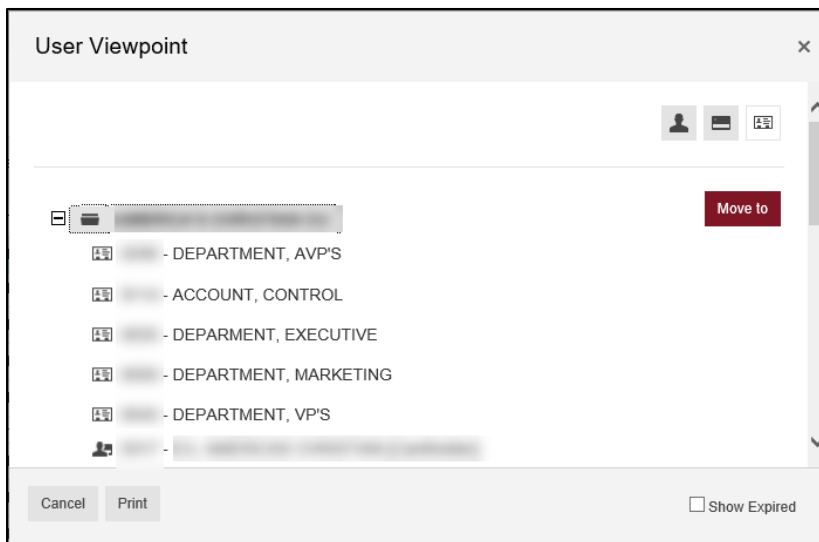 User Viewpoint
Move to
- DEPARTMENT, AVP'S
- ACCOUNT, CONTROL
- DEPARMENT, EXECUTIVE
- DEPARTMENT, MARKETING
- DEPARTMENT, VP'S
-
Cancel Print Show Expired